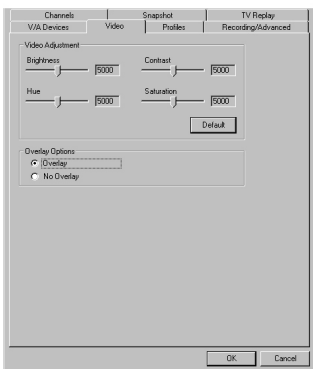 Channels Snapshot TV Replay
V/A Devices Video Profiles Recording/Advanced
Video Adjustment
Brightness Contrast
5000 5000
Hue Saturation
5000 5000
Default
Overlay Options
Overlay
No Overlay
OK Cancel